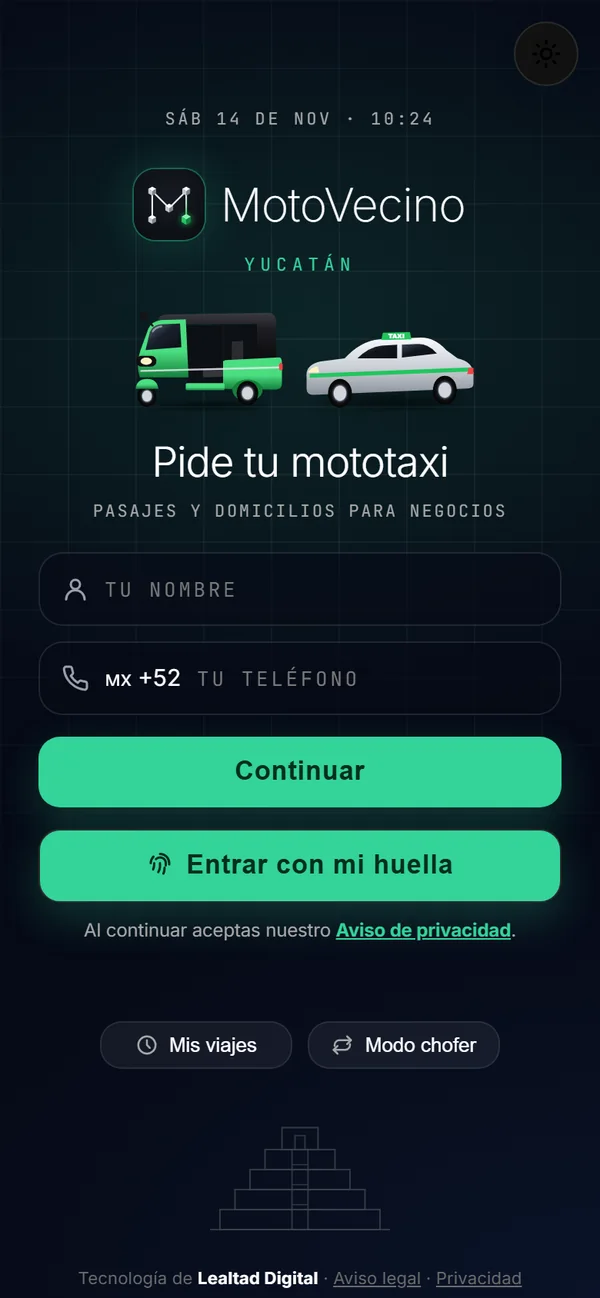 SÁB 14 DE NOV · 10:24
MotoVecino
YUCATÁN
TAXI
Pide tu mototaxi
PASAJES Y DOMICILIOS PARA NEGOCIOS
TU NOMBRE
MX +52 TU TELÉFONO
Continuar
Entrar con mi huella
Al continuar aceptas nuestro Aviso de privacidad.
Mis viajes
Modo chofer
Tecnología de Lealtad Digital · Aviso legal · Privacidad